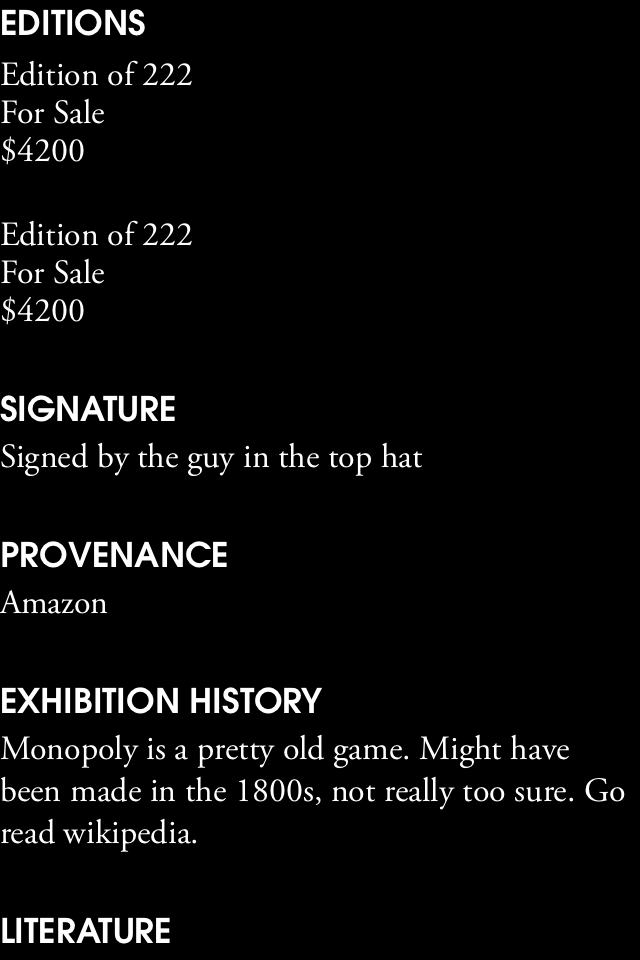 EDITIONS
Edition of 222
For Sale
$4200
Edition of 222
For Sale
$4200
SIGNATURE
Signed by the guy in the top hat
PROVENANCE
Amazon
EXHIBITION HISTORY
Monopoly is a pretty old game. Might have
been made in the 1800s, not really too sure. Go
read wikipedia.
LITERATURE